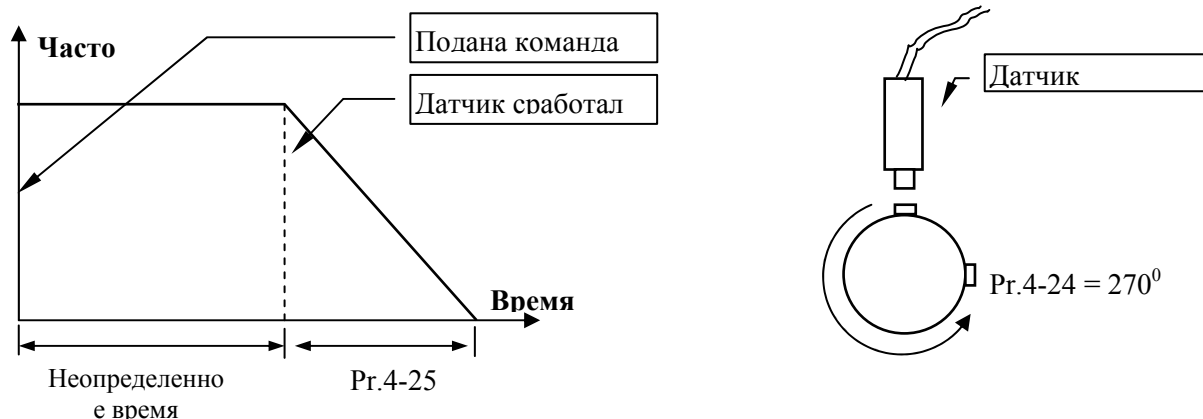 Часто
Подана команда
Датчик сработал
Время
Неопределенно
е время
Pr.4-25
Датчик
Pr.4-24 = 270⁰